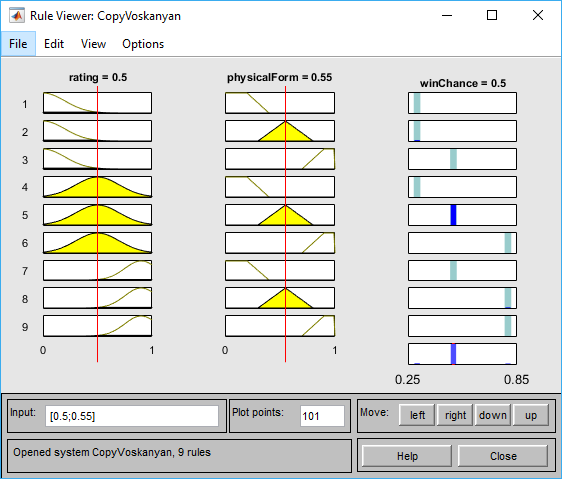 Rule Viewer: CopyVoskanyan
File Edit View Options
rating = 0.5 physicalForm = 0.55 winChance = 0.5
1
2
3
4
5
6
7
8
9
0 1 0 1
0.25 0.85
Input: [0.5;0.55] Plot points: 101 Move: left right down up
Opened system CopyVoskanyan, 9 rules Help Close